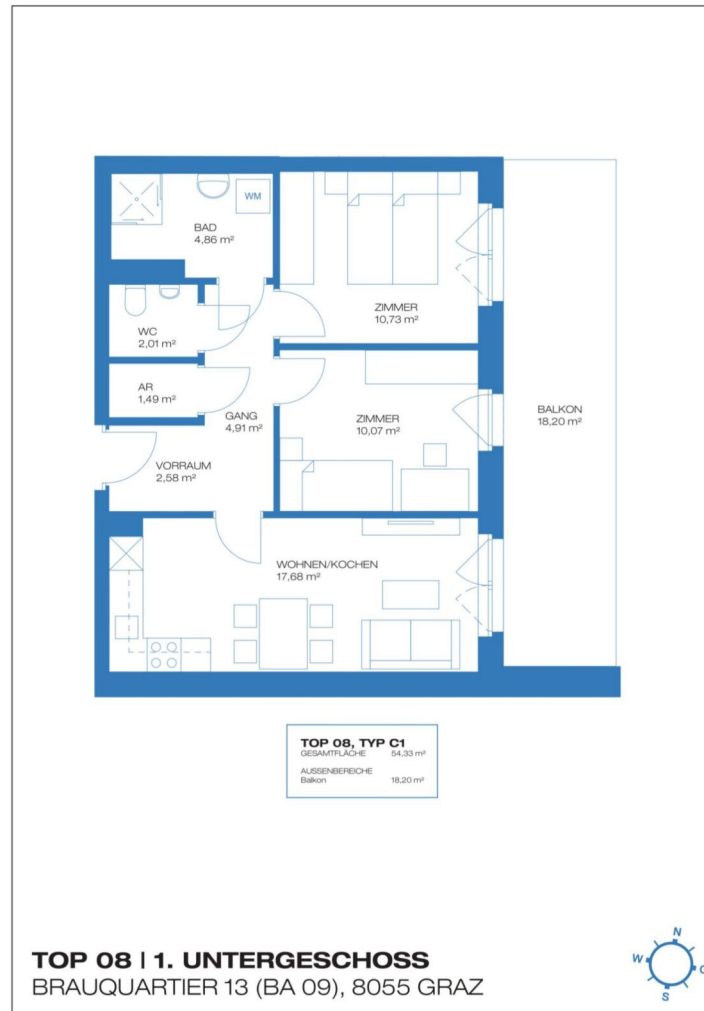 WM
BAD
4,86 m²
ZIMMER
10,73 m²
WC
2,01 m²
AR
1,49 m²
GANG
4,91 m²
ZIMMER
10,07 m²
BALKON
18,20 m²
VORRAUM
2,58 m²
WOHNEN/KOCHEN
17,68 m²
TOP 08, TYP C1
GESAMTFLÄCHE 54,33 m²
AUSSENBEREICHE
Balkon 18,20 m²
TOP 08 | 1. UNTERGESCHOSS
BRAUQUARTIER 13 (BA 09), 8055 GRAZ
N
W
O
S